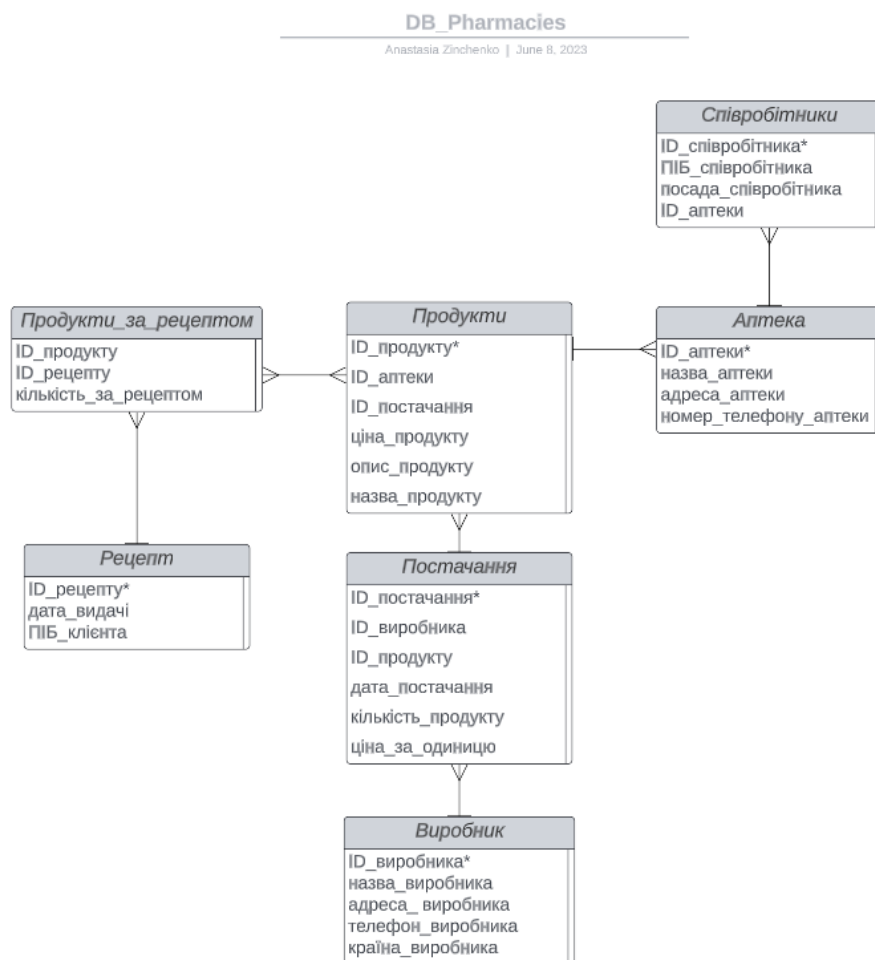 DB_Pharmacies
Anastasia Zinchenko | June 8, 2023
Співробітники
ID_співробітника*
ПІБ_співробітника
посада_співробітника
ID_аптеки
Продукти_за_рецептом
ID_продукту
ID_рецепту
кількість_за_рецептом
Продукти
ID_продукту*
ID_аптеки
ID_постачання
ціна_продукту
опис_продукту
назва_продукту
Аптека
ID_аптеки*
назва_аптеки
адреса_аптеки
номер_телефону_аптеки
Рецепт
ID_рецепту*
дата_видачі
ПІБ_клієнта
Постачання
ID_постачання*
ID_виробника
ID_продукту
дата_постачання
кількість_продукту
ціна_за_одиницю
Виробник
ID_виробника*
назва_виробника
адреса_ виробника
телефон_виробника
країна_виробника